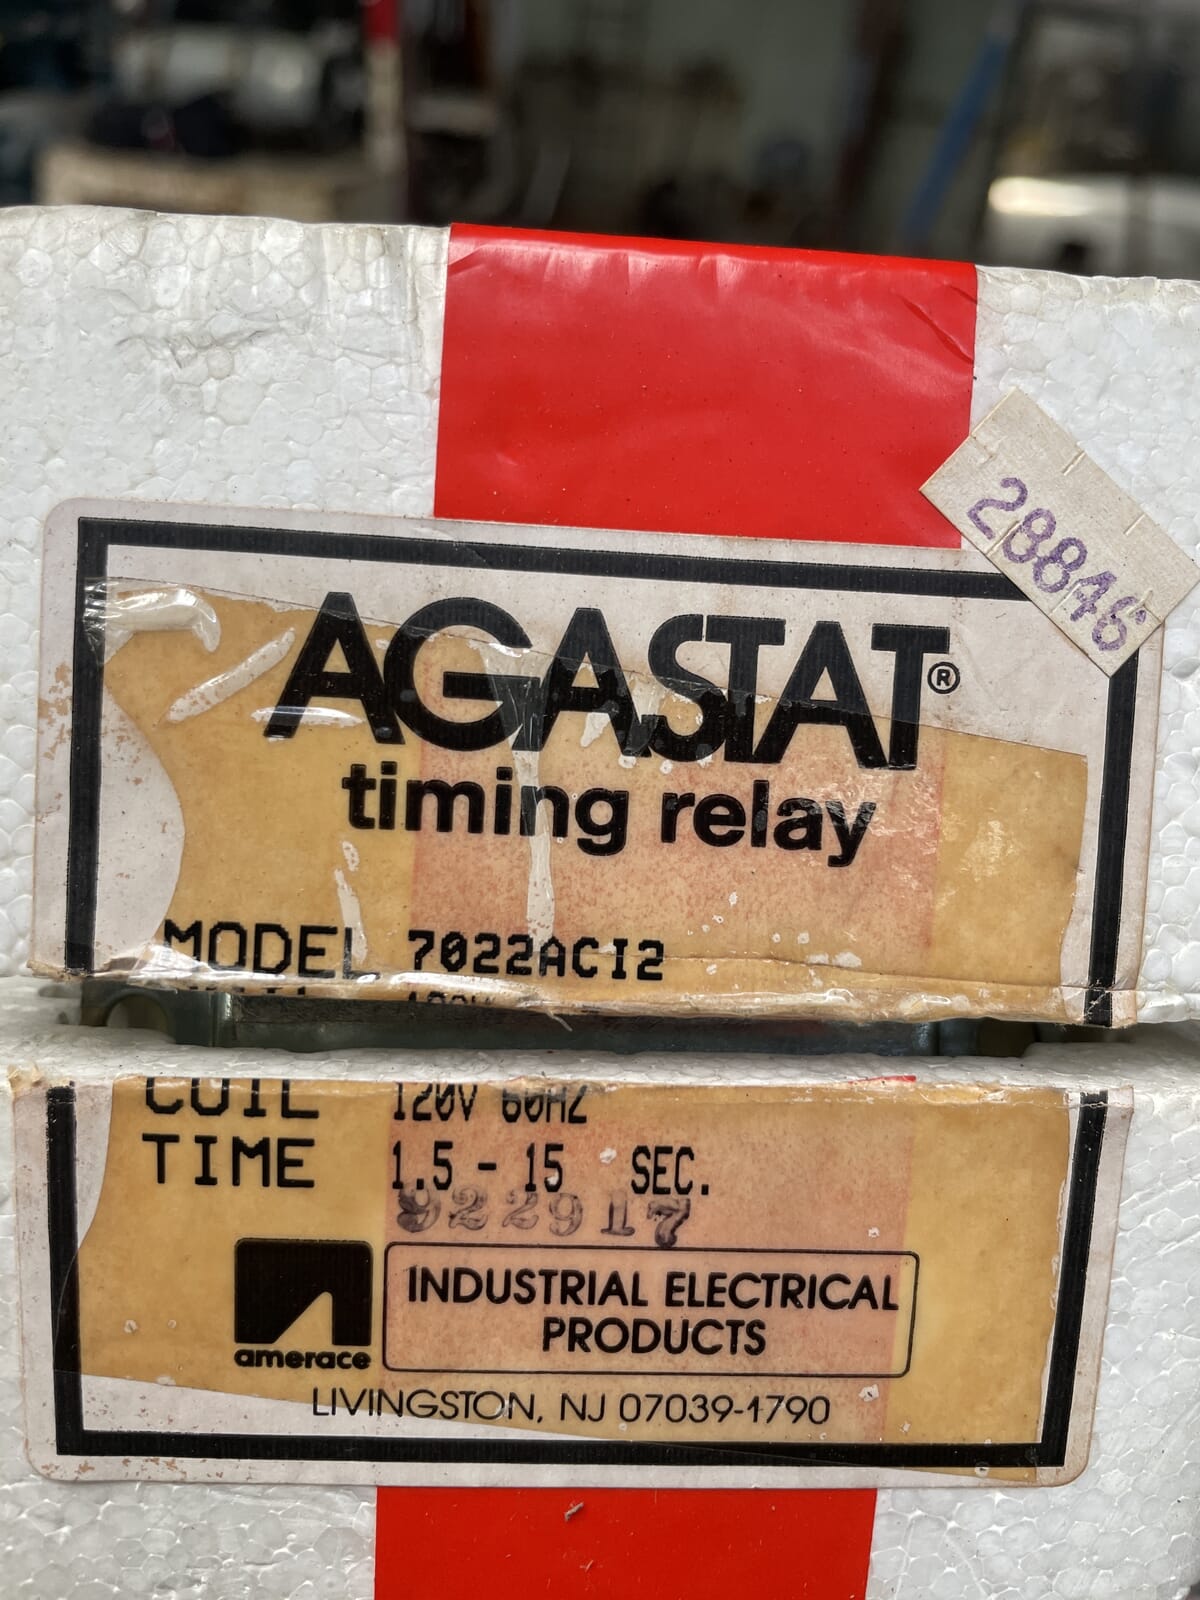 28846
AGASTAT®
timing relay
MODEL 7022ACI2
COIL 120V 60HZ
TIME 1.5 - 15 SEC.
922917
amerace
INDUSTRIAL ELECTRICAL
PRODUCTS
LIVINGSTON, NJ 07039-1790